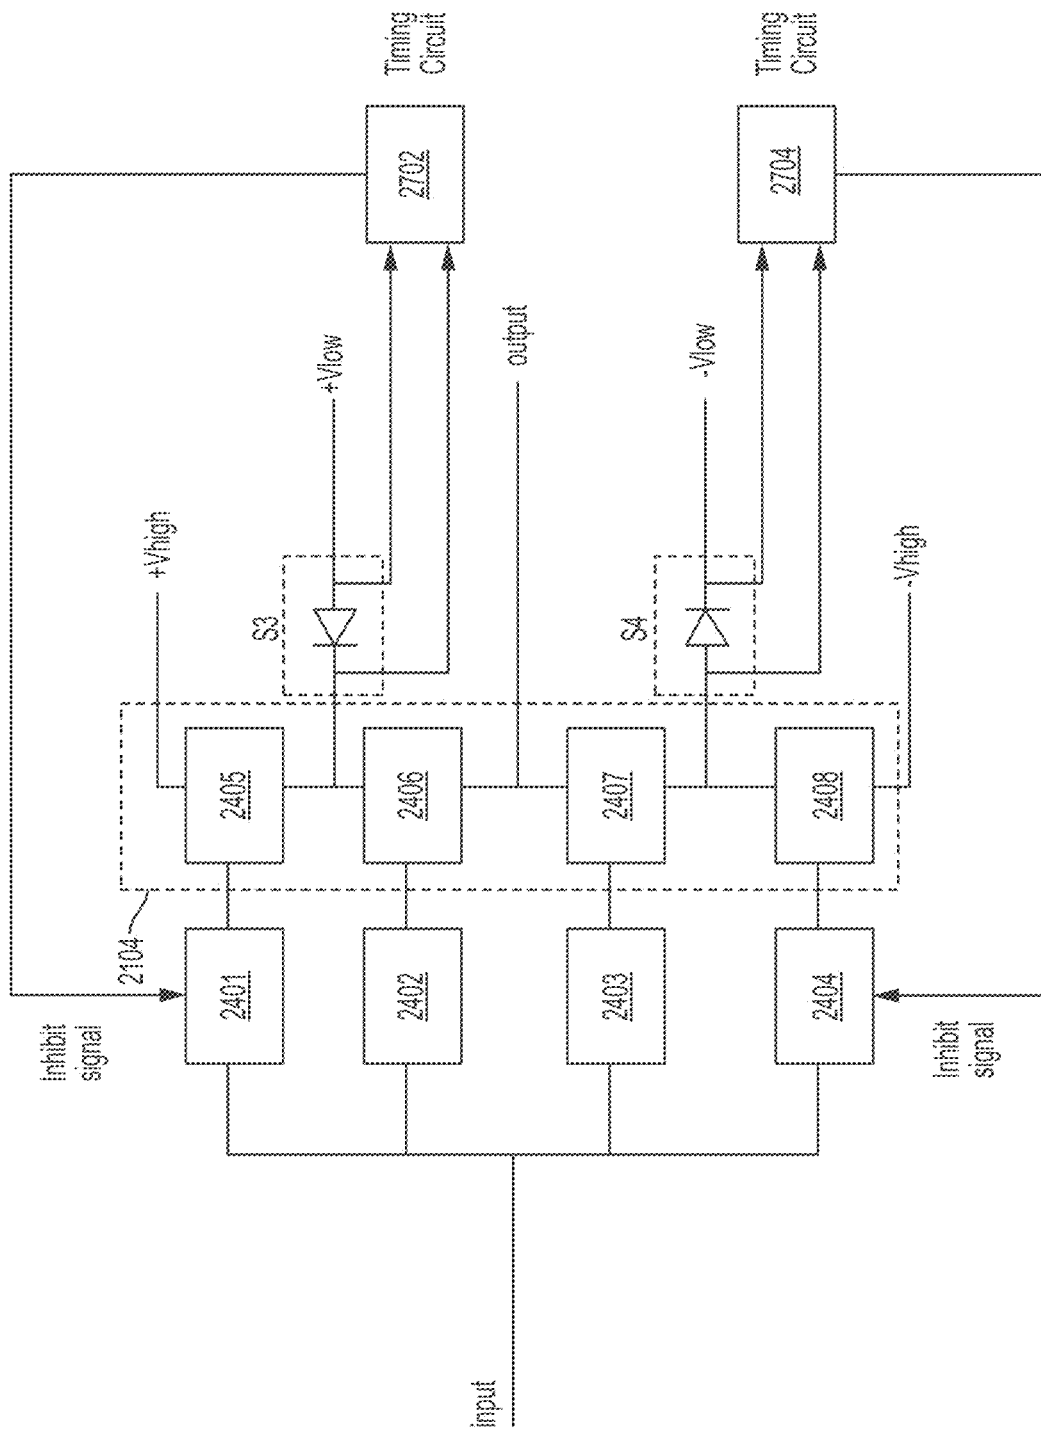 Timing
Circuit
2702
Timing
Circuit
2704
+Vhigh
+Vlow
output
-Vlow
-Vhigh
S3
S4
2405
2406
2407
2408
2104
2401
2402
2403
2404
Inhibit
signal
Inhibit
signal
input